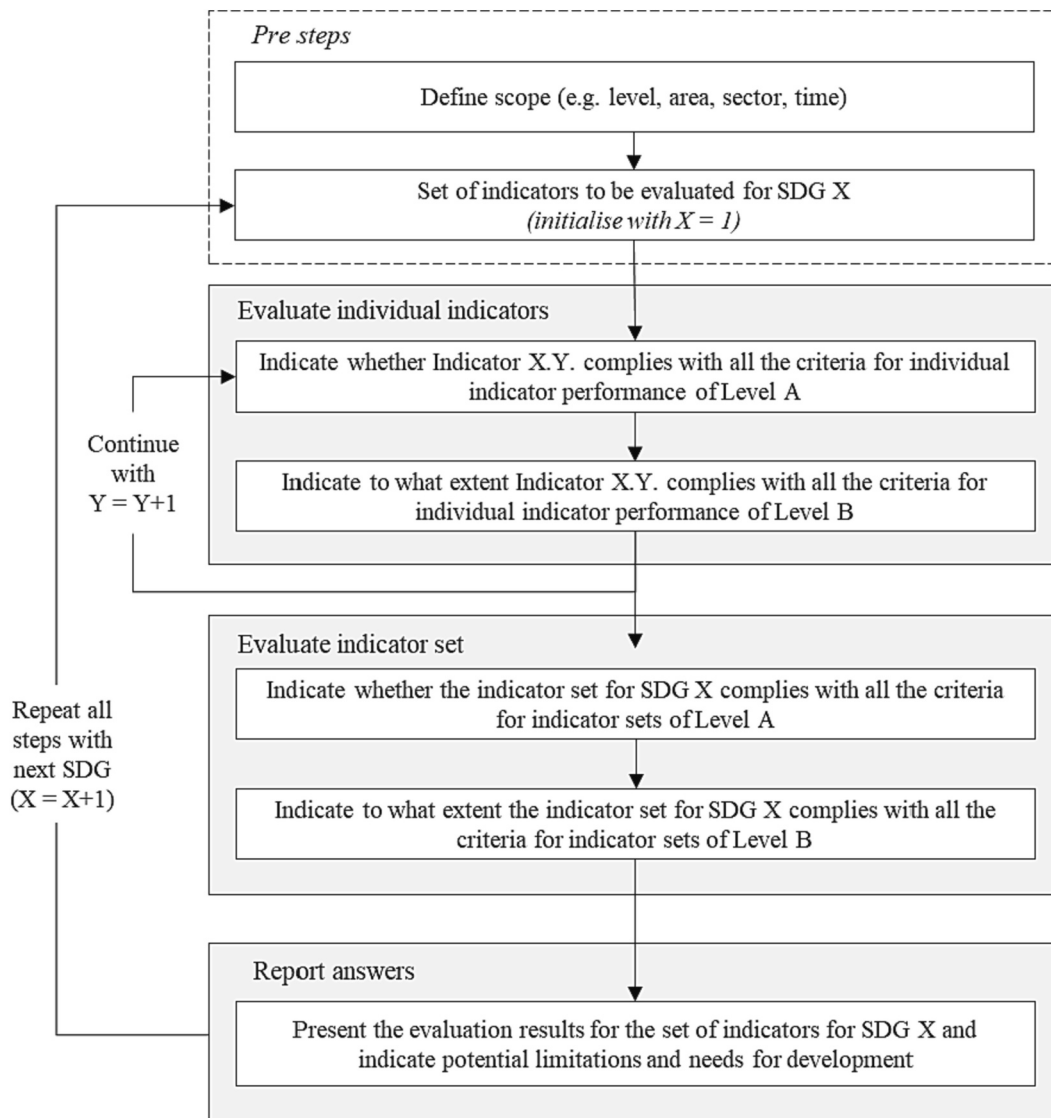 Pre steps
Define scope (e.g. level, area, sector, time)
Set of indicators to be evaluated for SDG X
(initialise with X = 1)
Evaluate individual indicators
Indicate whether Indicator X.Y. complies with all the criteria for individual
indicator performance of Level A
Continue
with
Y = Y+1
Indicate to what extent Indicator X.Y. complies with all the criteria for
individual indicator performance of Level B
Evaluate indicator set
Indicate whether the indicator set for SDG X complies with all the criteria
for indicator sets of Level A
Repeat all
steps with
next SDG
(X = X+1)
Indicate to what extent the indicator set for SDG X complies with all the
criteria for indicator sets of Level B
Report answers
Present the evaluation results for the set of indicators for SDG X and
indicate potential limitations and needs for development